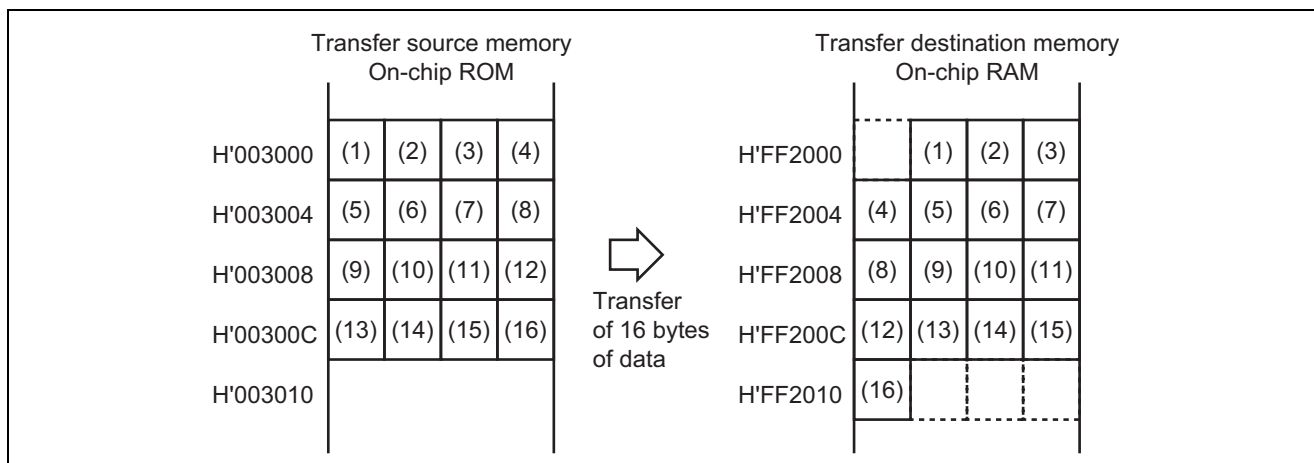 Transfer source memory
On-chip ROM
H'003000 (1) (2) (3) (4)
H'003004 (5) (6) (7) (8)
H'003008 (9) (10) (11) (12)
H'00300C (13) (14) (15) (16)
H'003010
Transfer
of 16 bytes
of data
Transfer destination memory
On-chip RAM
H'FF2000 (1) (2) (3)
H'FF2004 (4) (5) (6) (7)
H'FF2008 (8) (9) (10) (11)
H'FF200C (12) (13) (14) (15)
H'FF2010 (16)